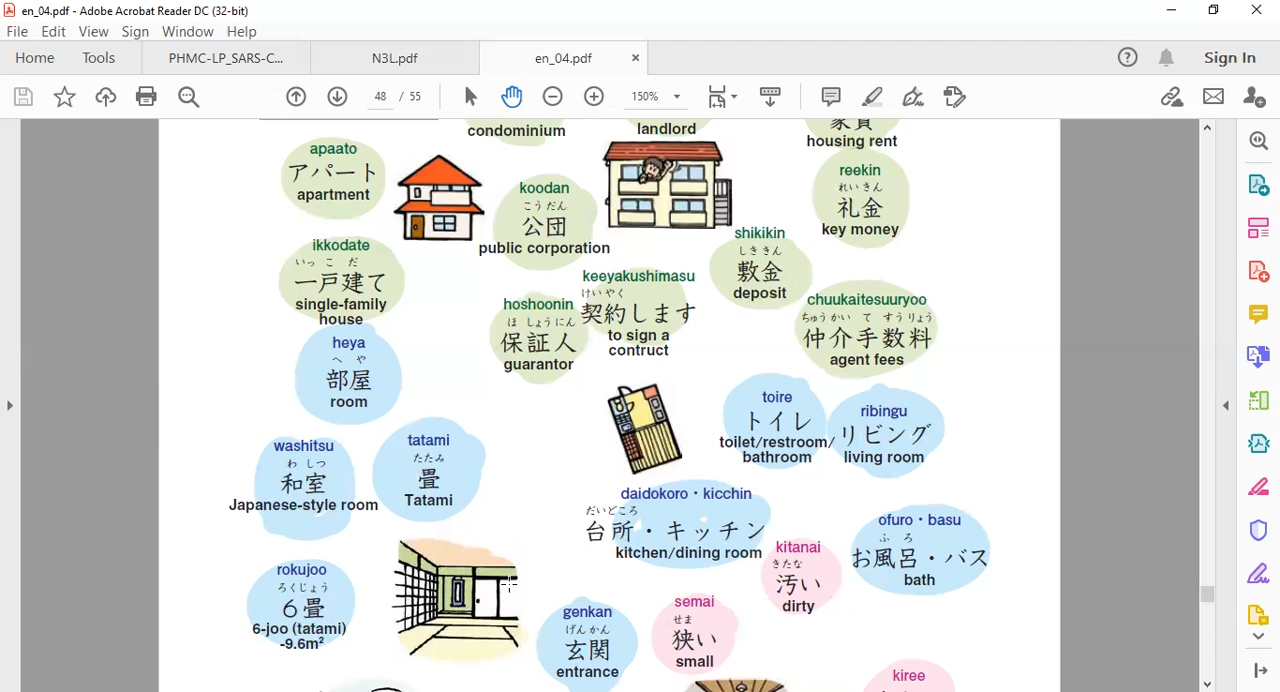 en_04.pdf - Adobe Acrobat Reader DC (32-bit)
File Edit View Sign Window Help
Home Tools PHMC-LP_SARS-C... N3L.pdf en_04.pdf × Sign In
48 / 55 150%
condominium
landlord
housing rent
apaato
アパート
apartment
koodan
こうだん
公団
public corporation
reekin
れいきん
礼金
key money
ikkodate
いっ こ だ
一戸建て
single-family
house
shikikin
しききん
敷金
deposit
keeyakushimasu
けいやく
契約します
to sign a
contruct
hoshoonin
ほ しょうにん
保証人
guarantor
chuukaitesuuryoo
ちゅうかい て すうりょう
仲介手数料
agent fees
heya
へ や
部屋
room
toire
トイレ
toilet/restroom/
bathroom
ribingu
リビング
living room
washitsu
わ しつ
和室
Japanese-style room
tatami
たたみ
畳
Tatami
daidokoro・kicchin
だいどころ
台所・キッチン
kitchen/dining room
ofuro・basu
ふ ろ
お風呂・バス
bath
kitanai
きたな
汚い
dirty
rokujoo
ろくじょう
6畳
6-joo (tatami)
-9.6m²
genkan
げんかん
玄関
entrance
semai
せま
狭い
small
kiree